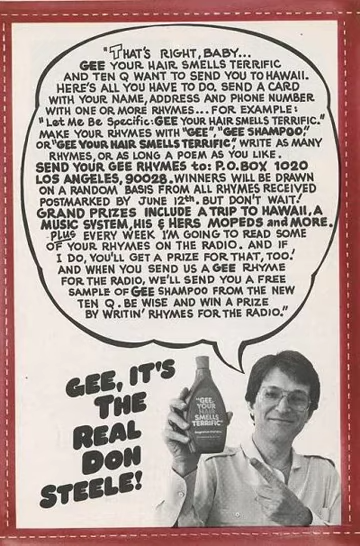 "THAT'S RIGHT, BABY...
GEE YOUR HAIR SMELLS TERRIFIC
AND TEN Q WANT TO SEND YOU TO HAWAII.
HERE'S ALL YOU HAVE TO DO. SEND A CARD
WITH YOUR NAME, ADDRESS AND PHONE NUMBER
WITH ONE OR MORE RHYMES... FOR EXAMPLE:
"Let Me Be Specific: GEE YOUR HAIR SMELLS TERRIFIC."
MAKE YOUR RHYMES WITH "GEE", "GEE SHAMPOO,"
OR "GEE YOUR HAIR SMELLS TERRIFIC", WRITE AS MANY
RHYMES, OR AS LONG A POEM AS YOU LIKE.
SEND YOUR GEE RHYMES to: P.O. BOX 1020
LOS ANGELES, 90028. WINNERS WILL BE DRAWN
ON A RANDOM BASIS FROM ALL RHYMES RECEIVED
POSTMARKED BY JUNE 12th. BUT DON'T WAIT!
GRAND PRIZES INCLUDE A TRIP TO HAWAII, A
MUSIC SYSTEM, HIS & HERS MOPEDS and MORE.
PLUS EVERY WEEK I'M GOING TO READ SOME
OF YOUR RHYMES ON THE RADIO. AND IF
I DO, YOU'LL GET A PRIZE FOR THAT, TOO!
AND WHEN YOU SEND US A GEE RHYME
FOR THE RADIO, WE'LL SEND YOU A FREE
SAMPLE OF GEE SHAMPOO FROM THE NEW
TEN Q. BE WISE AND WIN A PRIZE
BY WRITIN' RHYMES FOR THE RADIO."
GEE, IT'S
THE
REAL
DON
STEELE!
"GEE,
YOUR
HAIR
SMELLS
TERRIFIC"